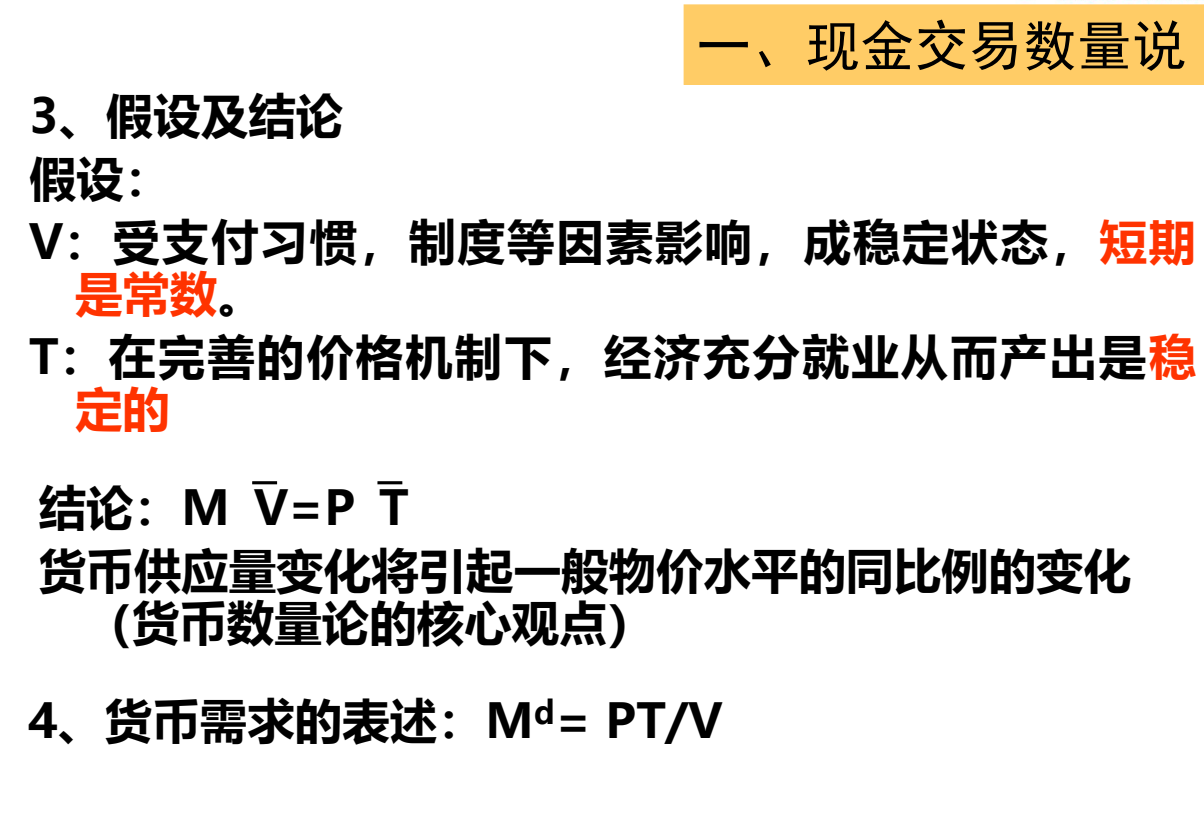 一、现金交易数量说
3、假设及结论
假设：
V：受支付习惯，制度等因素影响，成稳定状态，短期
是常数。
T：在完善的价格机制下，经济充分就业从而产出是稳
定的
结论：M V̅=P T̅
货币供应量变化将引起一般物价水平的同比例的变化
（货币数量论的核心观点）
4、货币需求的表述：Mᵈ= PT/V